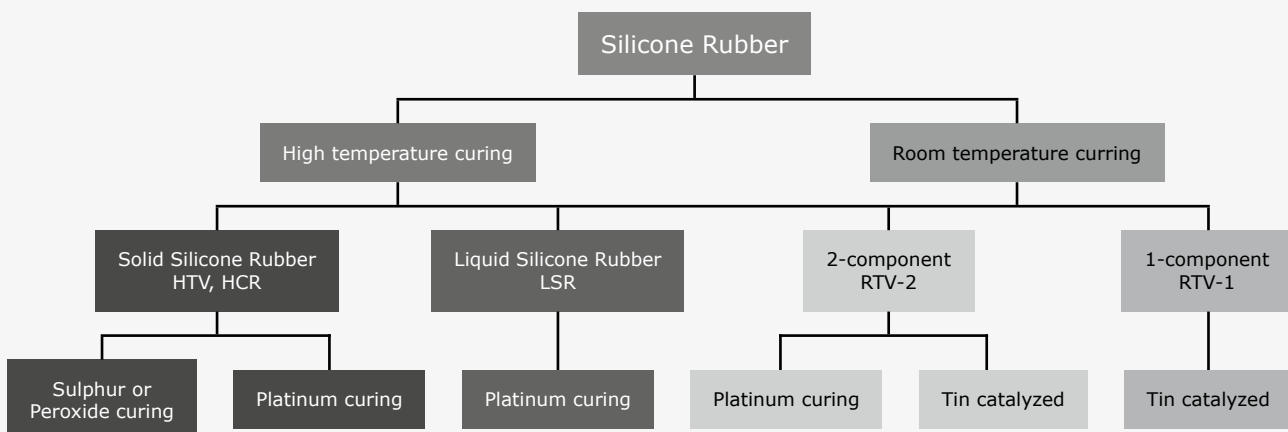 Silicone Rubber
High temperature curing
Room temperature curring
Solid Silicone Rubber
HTV, HCR
Liquid Silicone Rubber
LSR
2-component
RTV-2
1-component
RTV-1
Sulphur or
Peroxide curing
Platinum curing
Platinum curing
Platinum curing
Tin catalyzed
Tin catalyzed